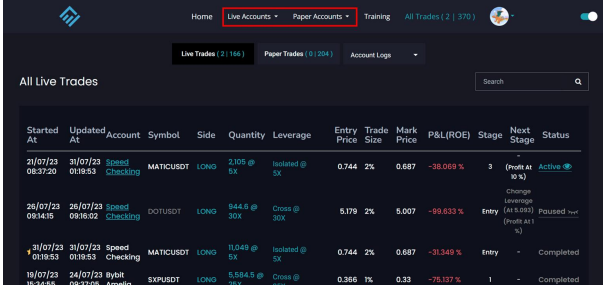 Home Live Accounts Paper Accounts Training All Trades ( 2 | 370 )
Live Trades ( 2 | 166 ) Paper Trades ( 0 | 204 ) Account Logs
All Live Trades Search
Started At Updated At Account Symbol Side Quantity Leverage Entry Price Trade Size Mark Price P&L(ROE) Stage Next Stage Status
21/07/23 08:37:20 31/07/23 01:19:53 Speed Checking MATICUSDT LONG 2,105 @ 5X Isolated @ 5X 0.744 2% 0.687 -38.069 % 3 - (Profit At 10 %) Active
26/07/23 09:14:15 26/07/23 09:16:02 Speed Checking DOTUSDT LONG 944.6 @ 30X Cross @ 30X 5.179 2% 5.007 -99.633 % Entry Change Leverage (At 5.093) (Profit At 1 %) Paused
31/07/23 01:19:53 31/07/23 01:19:53 Speed Checking MATICUSDT LONG 11,049 @ 5X Isolated @ 5X 0.744 2% 0.687 -31.349 % Entry - Completed
19/07/23 15:34:55 24/07/23 09:37:05 Bybit Amelia SXPUSDT LONG 5,584.5 @ 25X Cross @ 0.366 1% 0.33 -75.137 % 1 - Completed